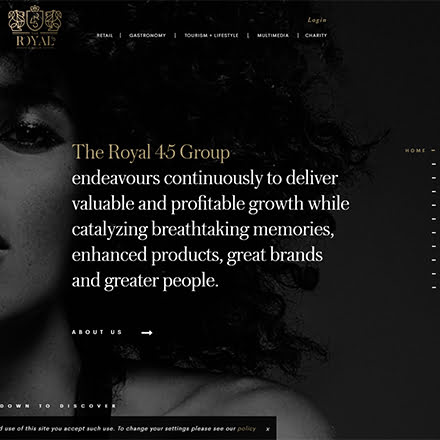 Login
ROYAL
RETAIL | GASTRONOMY | TOURISM + LIFESTYLE | MULTIMEDIA | CHARITY
HOME
The Royal 45 Group
endeavours continuously to deliver
valuable and profitable growth while
catalyzing breathtaking memories,
enhanced products, great brands
and greater people.
ABOUT US
DOWN TO DISCOVER
use of this site you accept such use. To change your settings please see our policy x